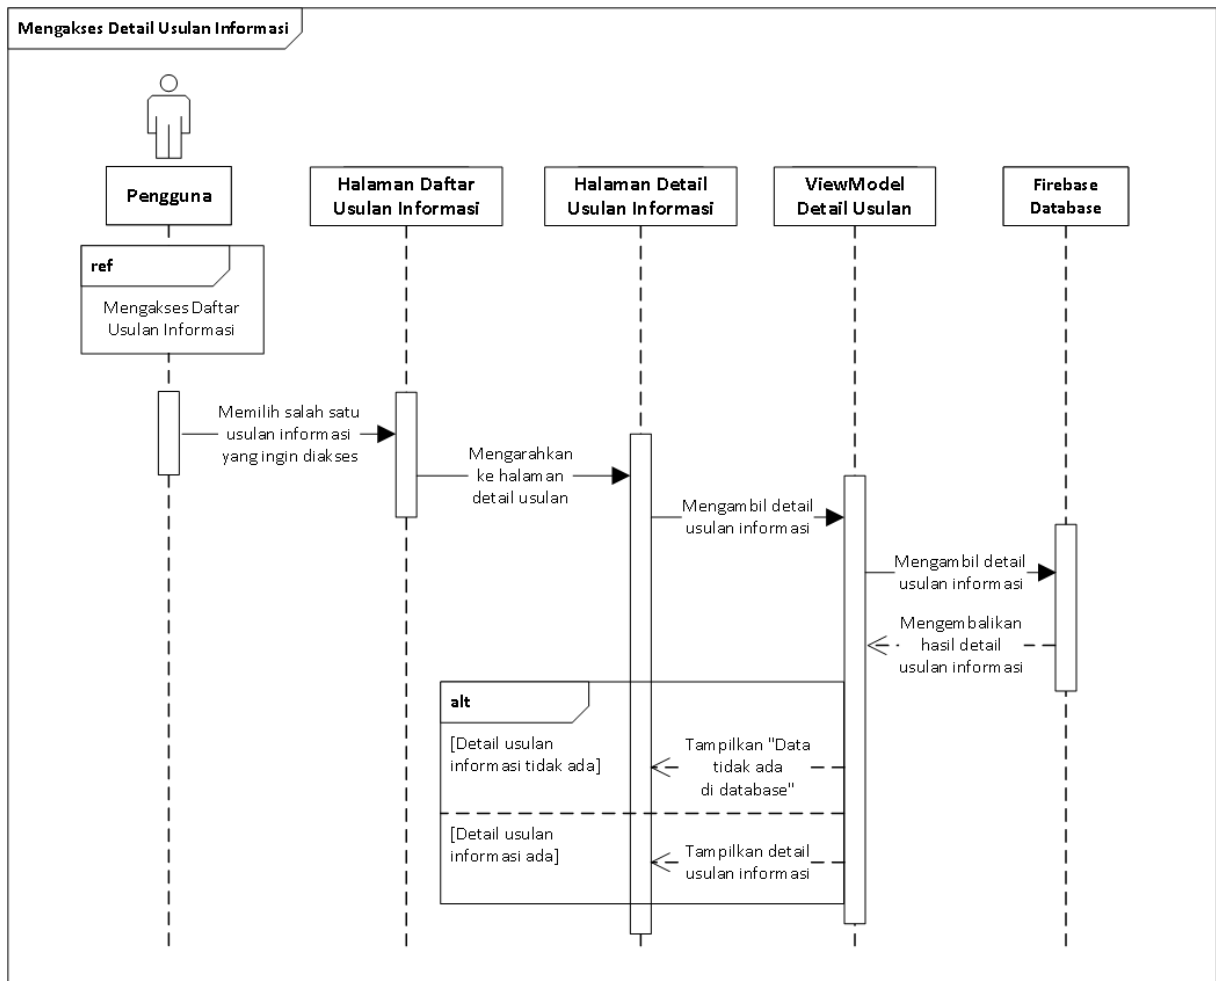 Mengakses Detail Usulan Informasi
Pengguna
Halaman Daftar
Usulan Informasi
Halaman Detail
Usulan Informasi
ViewModel
Detail Usulan
Firebase
Database
ref
Mengakses Daftar
Usulan Informasi
Memilih salah satu
usulan informasi
yang ingin diakses
Mengarahkan
ke halaman
detail usulan
Mengambil detail
usulan informasi
Mengambil detail
usulan informasi
Mengembalikan
hasil detail
usulan informasi
alt
[Detail usulan
informasi tidak ada]
Tampilkan "Data
tidak ada
di database"
[Detail usulan
informasi ada]
Tampilkan detail
usulan informasi